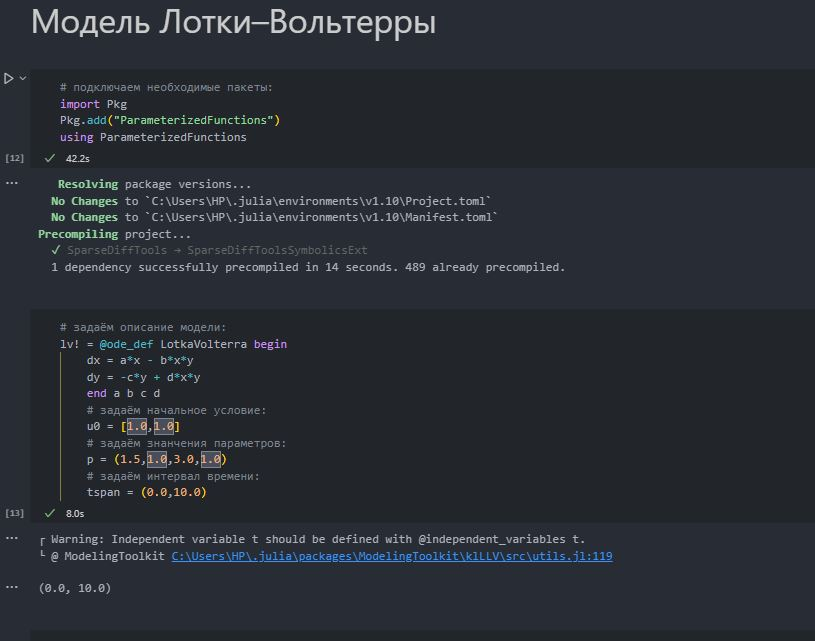 Модель Лотки–Вольтерры
# подключаем необходимые пакеты:
import Pkg
Pkg.add("ParameterizedFunctions")
using ParameterizedFunctions
[12] ✓ 42.2s
... Resolving package versions...
No Changes to `C:\Users\HP\.julia\environments\v1.10\Project.toml`
No Changes to `C:\Users\HP\.julia\environments\v1.10\Manifest.toml`
Precompiling project...
✓ SparseDiffTools → SparseDiffToolsSymbolicsExt
1 dependency successfully precompiled in 14 seconds. 489 already precompiled.
# задаём описание модели:
lv! = @ode_def LotkaVolterra begin
dx = a*x - b*x*y
dy = -c*y + d*x*y
end a b c d
# задаём начальное условие:
u0 = [1.0,1.0]
# задаём знанчения параметров:
p = (1.5,1.0,3.0,1.0)
# задаём интервал времени:
tspan = (0.0,10.0)
[13] ✓ 8.0s
... ┌ Warning: Independent variable t should be defined with @independent_variables t.
└ @ ModelingToolkit C:\Users\HP\.julia\packages\ModelingToolkit\klLLV\src\utils.jl:119
... (0.0, 10.0)